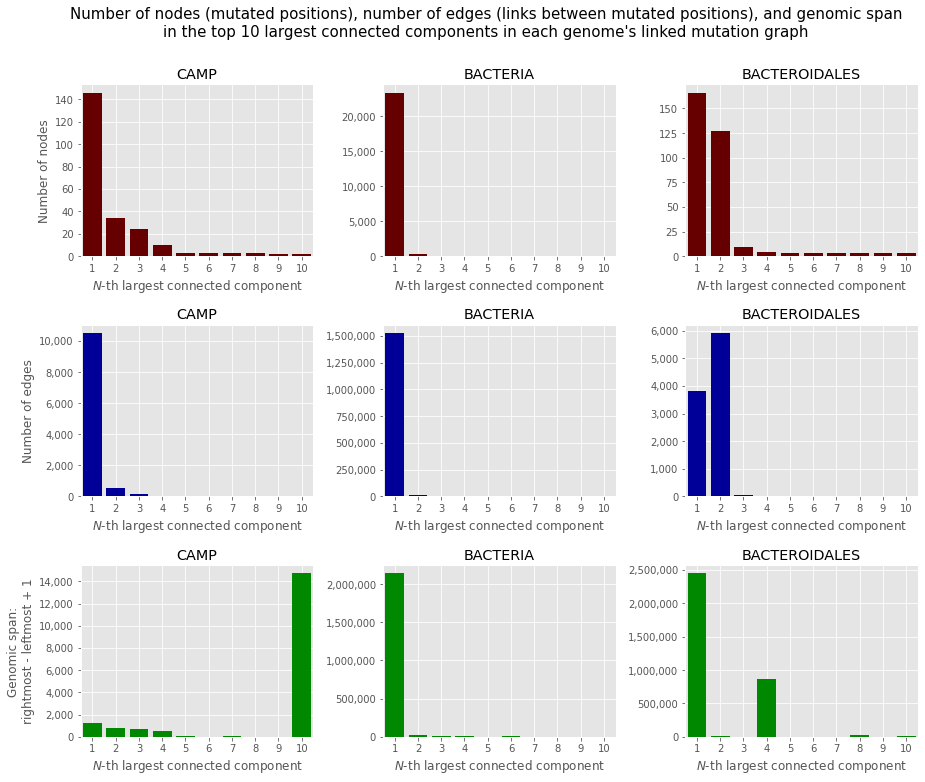 Number of nodes (mutated positions), number of edges (links between mutated positions), and genomic span
in the top 10 largest connected components in each genome's linked mutation graph
CAMP
BACTERIA
BACTEROIDALES
Number of nodes
140
120
100
80
60
40
20
0
1 2 3 4 5 6 7 8 9 10
N-th largest connected component
20,000
15,000
10,000
5,000
0
1 2 3 4 5 6 7 8 9 10
N-th largest connected component
175
150
125
100
75
50
25
0
1 2 3 4 5 6 7 8 9 10
N-th largest connected component
CAMP
BACTERIA
BACTEROIDALES
Number of edges
10,000
8,000
6,000
4,000
2,000
0
1 2 3 4 5 6 7 8 9 10
N-th largest connected component
1,500,000
1,250,000
1,000,000
750,000
500,000
250,000
0
1 2 3 4 5 6 7 8 9 10
N-th largest connected component
6,000
5,000
4,000
3,000
2,000
1,000
0
1 2 3 4 5 6 7 8 9 10
N-th largest connected component
CAMP
BACTERIA
BACTEROIDALES
Genomic span:
rightmost - leftmost + 1
14,000
12,000
10,000
8,000
6,000
4,000
2,000
0
1 2 3 4 5 6 7 8 9 10
N-th largest connected component
2,000,000
1,500,000
1,000,000
500,000
0
1 2 3 4 5 6 7 8 9 10
N-th largest connected component
2,500,000
2,000,000
1,500,000
1,000,000
500,000
0
1 2 3 4 5 6 7 8 9 10
N-th largest connected component